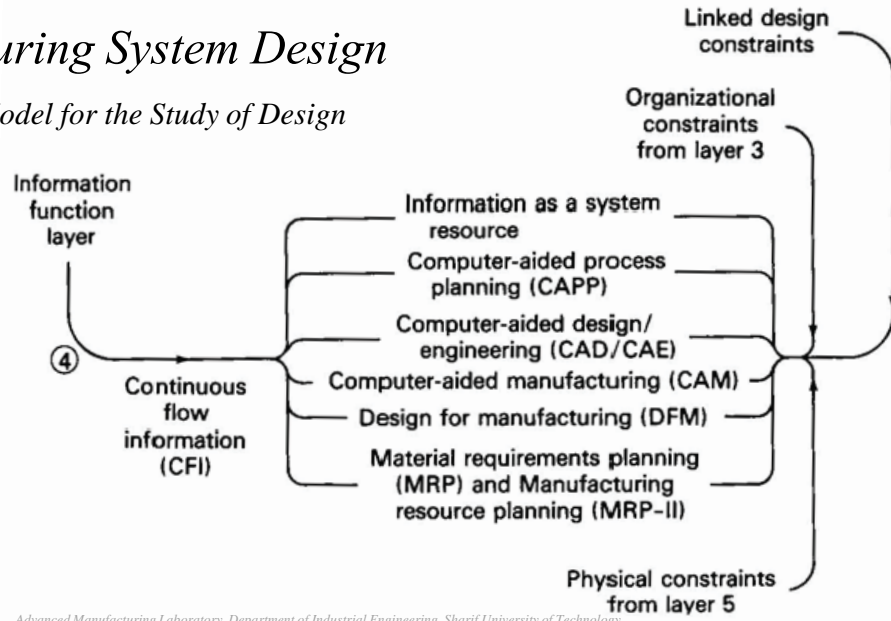 uring System Design
odel for the Study of Design
Linked design
constraints
Organizational
constraints
from layer 3
Information
function
layer
Information as a system
resource
Computer-aided process
planning (CAPP)
Computer-aided design/
engineering (CAD/CAE)
④
Computer-aided manufacturing (CAM)
Continuous
flow
information
(CFI)
Design for manufacturing (DFM)
Material requirements planning
(MRP) and Manufacturing
resource planning (MRP-II)
Physical constraints
from layer 5
Advanced Manufacturing Laboratory, Department of Industrial Engineering, Sharif University of Technology